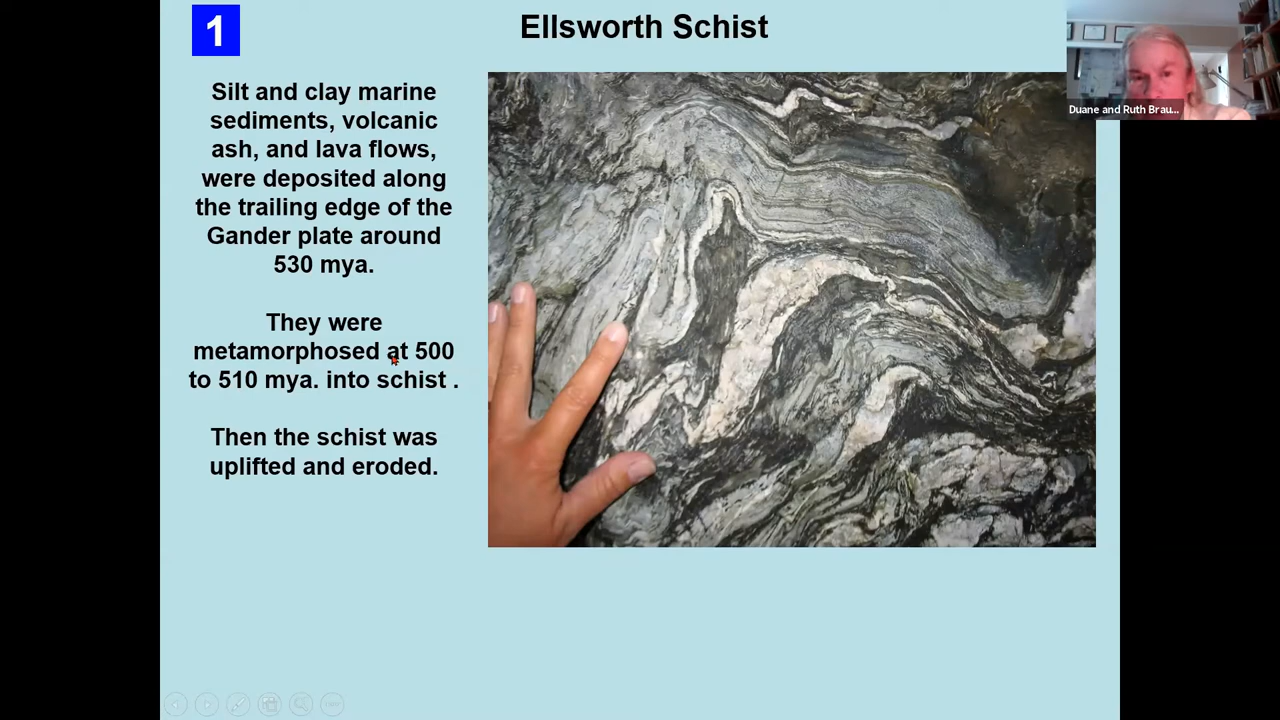 1
Ellsworth Schist
Duane and Ruth Brau...
Silt and clay marine
sediments, volcanic
ash, and lava flows,
were deposited along
the trailing edge of the
Gander plate around
530 mya.
They were
metamorphosed at 500
to 510 mya. into schist .
Then the schist was
uplifted and eroded.